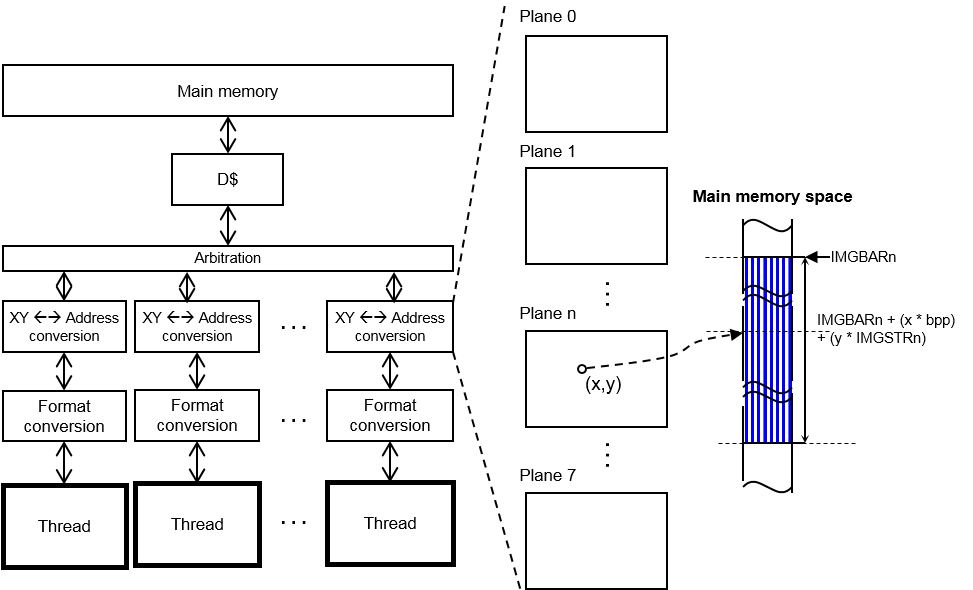 Main memory
D$
Arbitration
XY ←→ Address
conversion
XY ←→ Address
conversion
...
XY ←→ Address
conversion
Format
conversion
Format
conversion
...
Format
conversion
Thread
Thread
...
Thread
Plane 0
Plane 1
Plane n
(x,y)
Plane 7
Main memory space
IMGBARn
IMGBARn + (x * bpp)
+ (y * IMGSTRn)